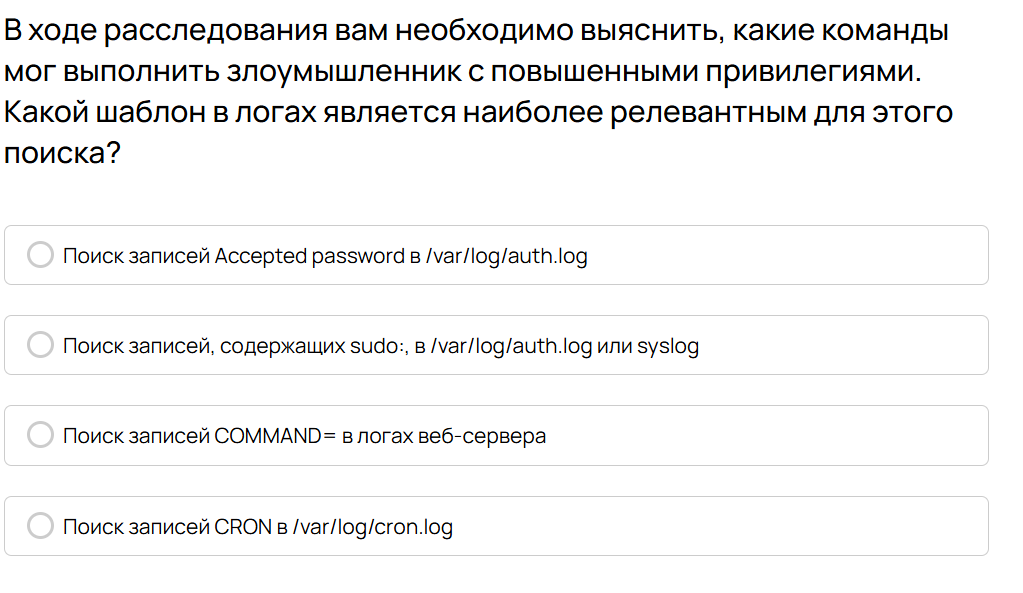 В ходе расследования вам необходимо выяснить, какие команды
мог выполнить злоумышленник с повышенными привилегиями.
Какой шаблон в логах является наиболее релевантным для этого
поиска?
Поиск записей Accepted password в /var/log/auth.log
Поиск записей, содержащих sudo:, в /var/log/auth.log или syslog
Поиск записей COMMAND= в логах веб-сервера
Поиск записей CRON в /var/log/cron.log